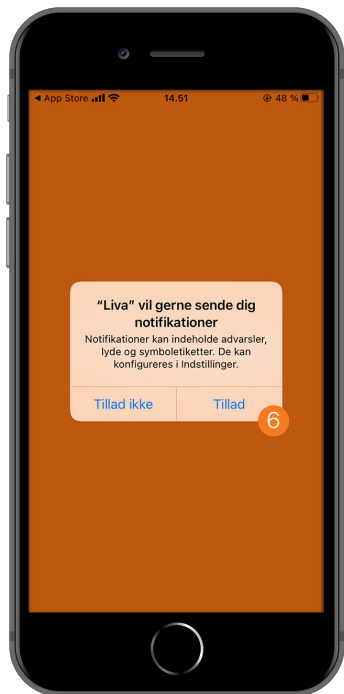 App Store 14.51 48 %
“Liva” vil gerne sende dig
notifikationer
Notifikationer kan indeholde advarsler,
lyde og symboletiketter. De kan
konfigureres i Indstillinger.
Tillad ikke Tillad
6